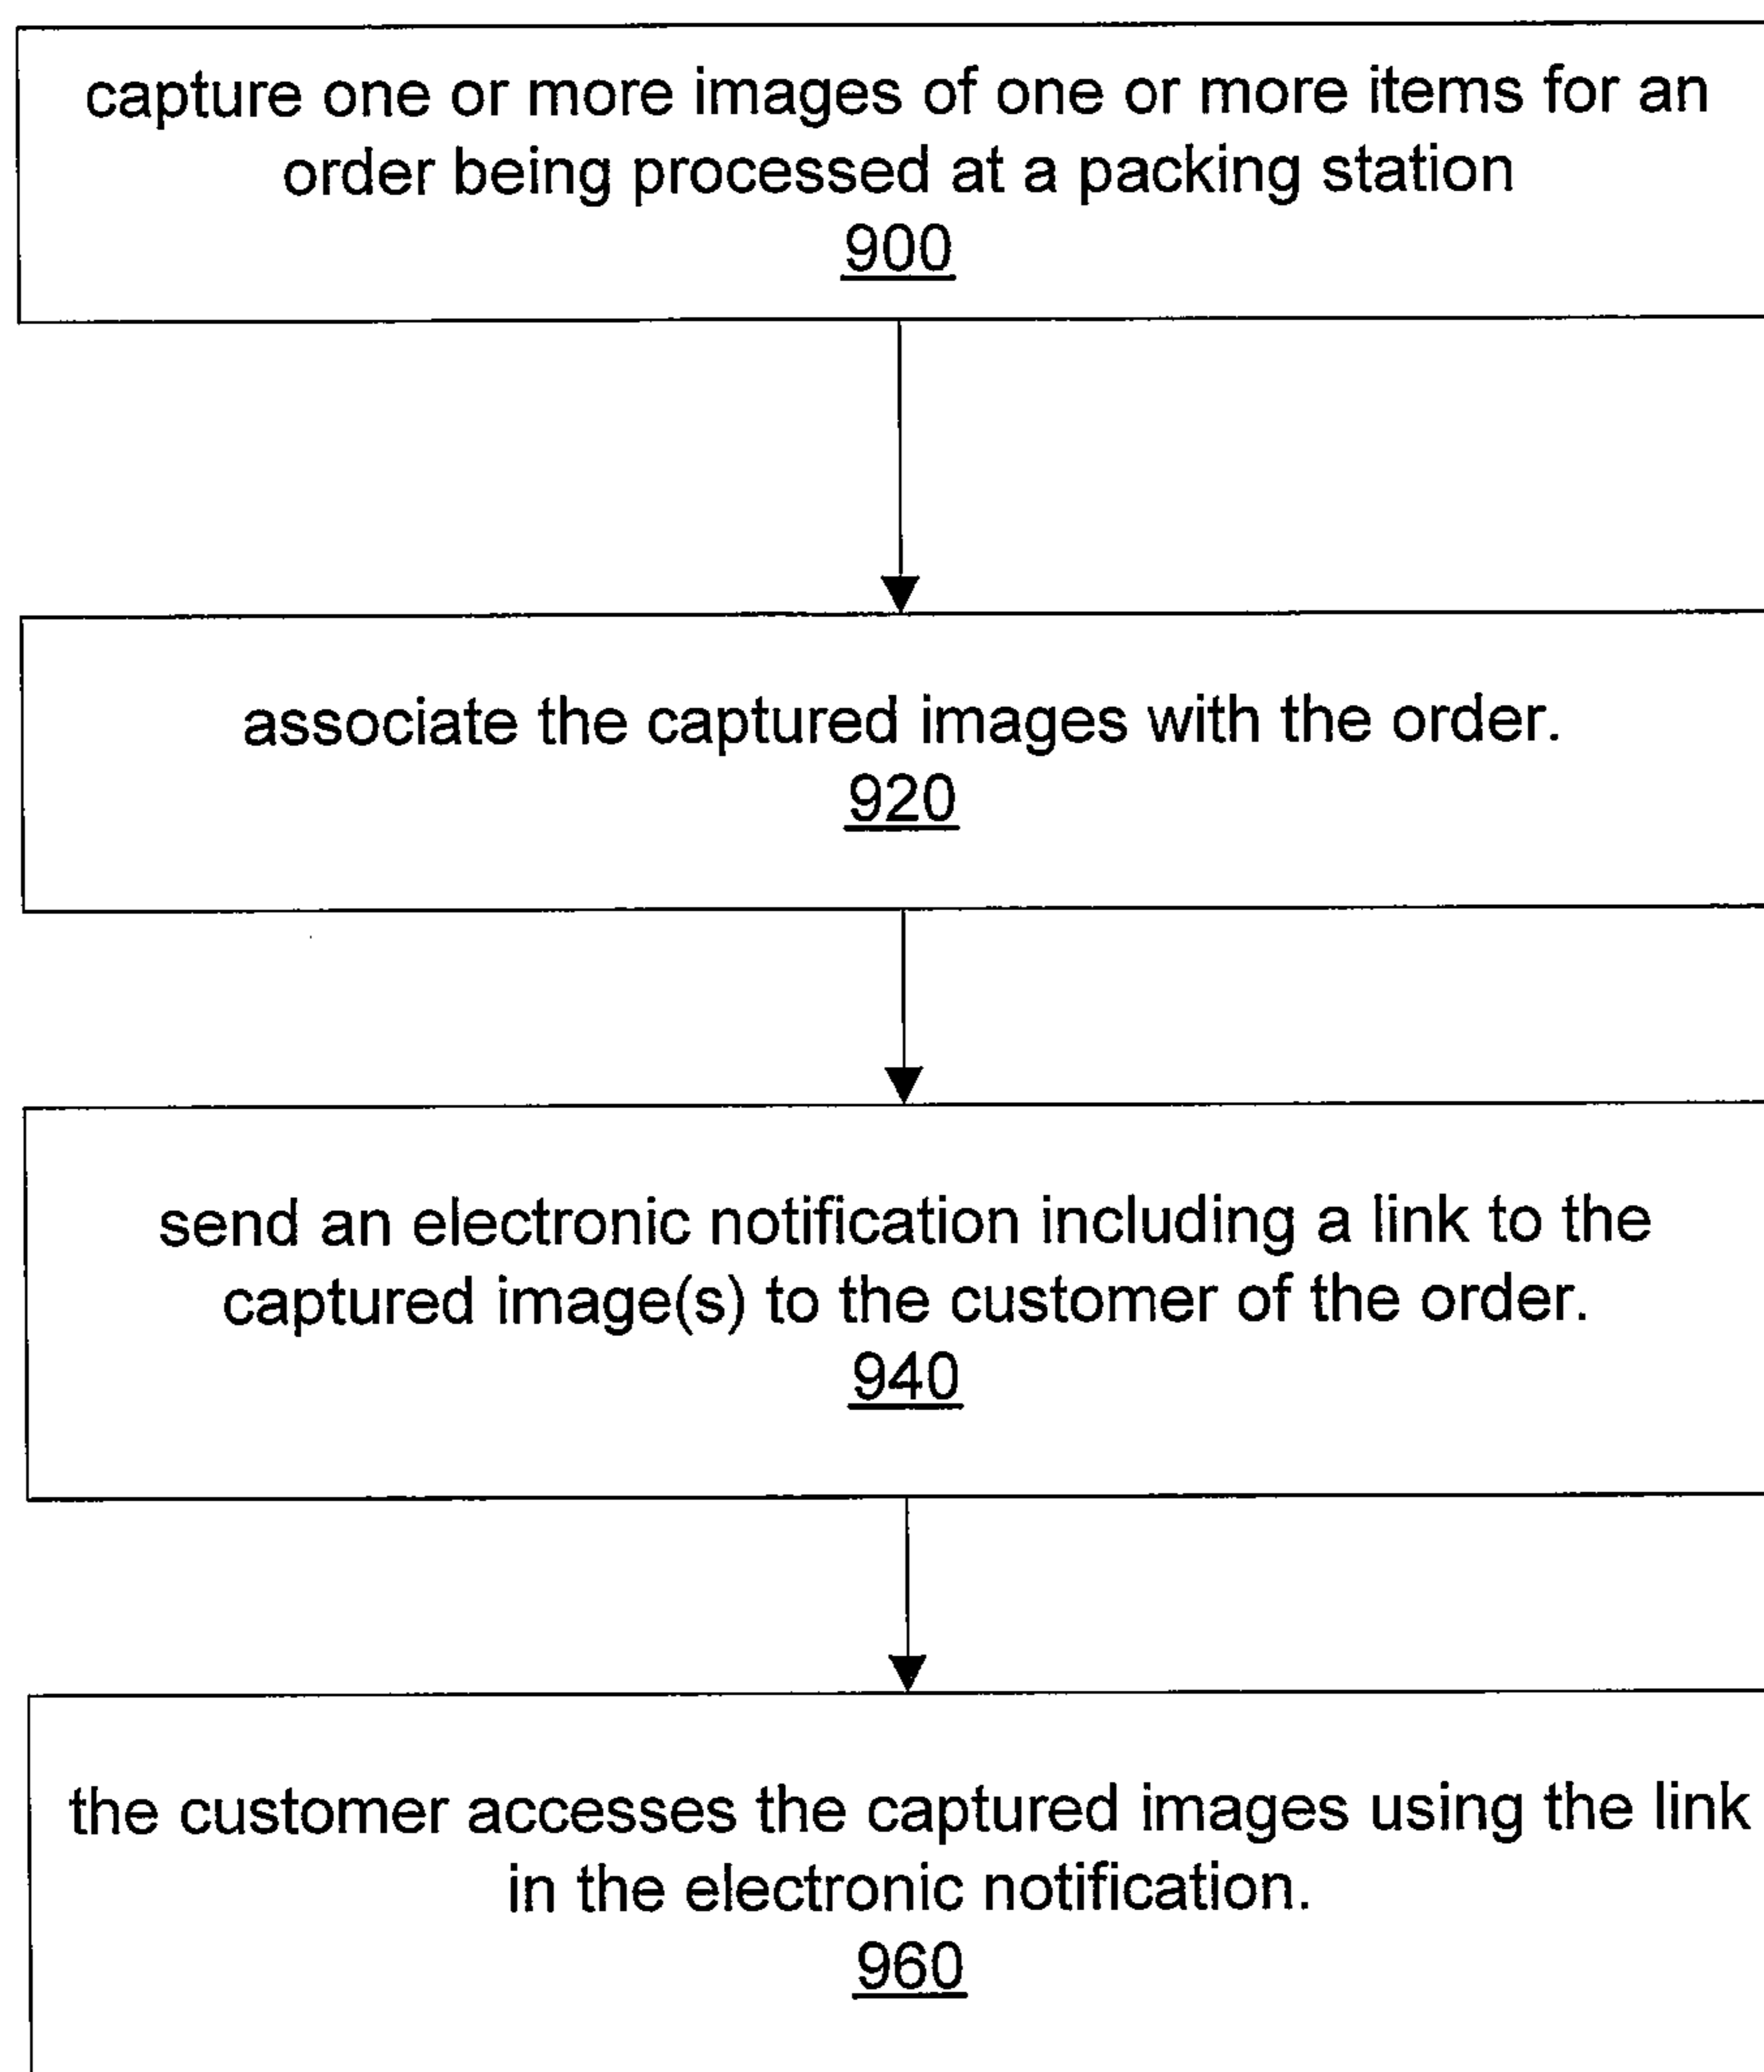 capture one or more images of one or more items for an
order being processed at a packing station
900
associate the captured images with the order.
920
send an electronic notification including a link to the
captured image(s) to the customer of the order.
940
the customer accesses the captured images using the link
in the electronic notification.
960